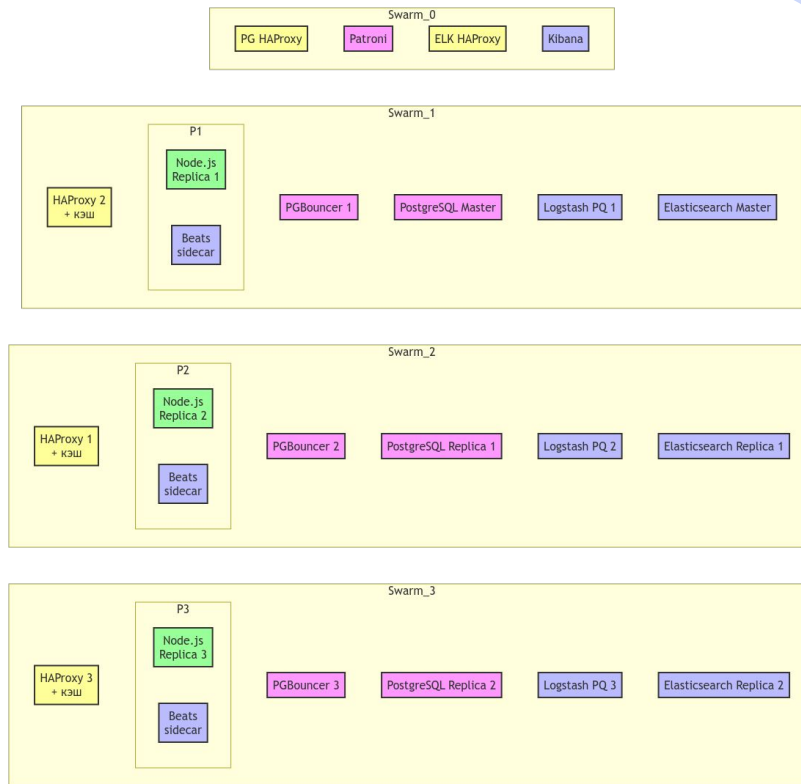 Swarm_0
PG HAProxy
Patroni
ELK HAProxy
Kibana
Swarm_1
P1
HAProxy 2
+ кэш
Node.js
Replica 1
Beats
sidecar
PGBouncer 1
PostgreSQL Master
Logstash PQ 1
Elasticsearch Master
Swarm_2
P2
HAProxy 1
+ кэш
Node.js
Replica 2
Beats
sidecar
PGBouncer 2
PostgreSQL Replica 1
Logstash PQ 2
Elasticsearch Replica 1
Swarm_3
P3
HAProxy 3
+ кэш
Node.js
Replica 3
Beats
sidecar
PGBouncer 3
PostgreSQL Replica 2
Logstash PQ 3
Elasticsearch Replica 2